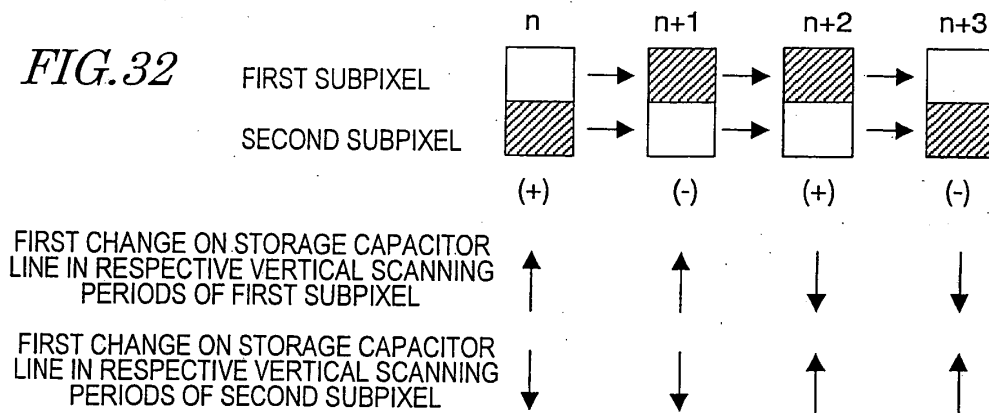 FIG.32
n n+1 n+2 n+3
FIRST SUBPIXEL
SECOND SUBPIXEL
(+) (-) (+) (-)
FIRST CHANGE ON STORAGE CAPACITOR
LINE IN RESPECTIVE VERTICAL SCANNING
PERIODS OF FIRST SUBPIXEL
FIRST CHANGE ON STORAGE CAPACITOR
LINE IN RESPECTIVE VERTICAL SCANNING
PERIODS OF SECOND SUBPIXEL